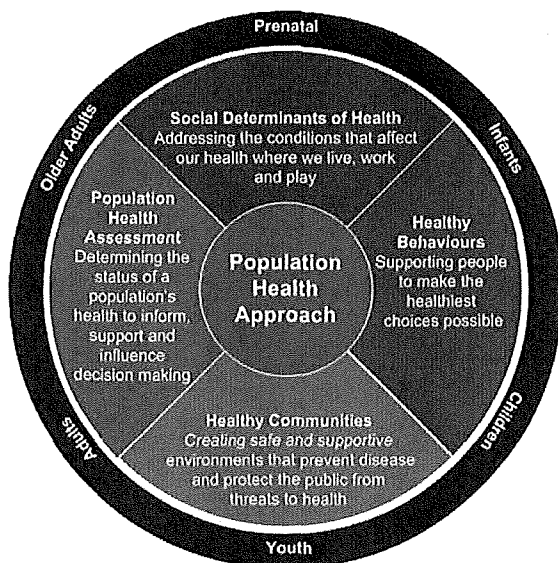 Prenatal
Infants
Children
Youth
Adults
Older Adults
Social Determinants of Health
Addressing the conditions that affect
our health where we live, work
and play
Healthy
Behaviours
Supporting people
to make the
healthiest
choices possible
Healthy Communities
Creating safe and supportive
environments that prevent disease
and protect the public from
threats to health
Population
Health
Assessment
Determining the
status of a
population's
health to inform,
support and
influence
decision making
Population
Health
Approach